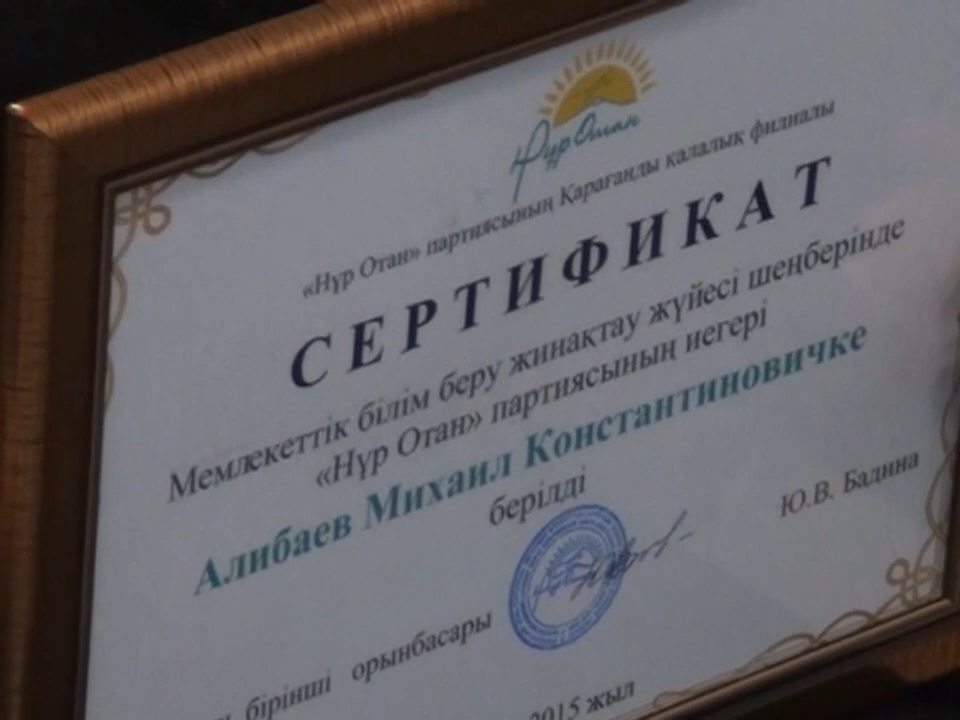 Нұр Отан
«Нұр Отан» партиясының Қарағанды қалалық филиалы
СЕРТИФИКАТ
Мемлекеттік білім беру жинақтау жүйесі шеңберінде
«Нұр Отан» партиясының иегері
Алибаев Михаил Константиновичке
берілді
Ю.В. Бадина
бірінші орынбасары
2015 жыл